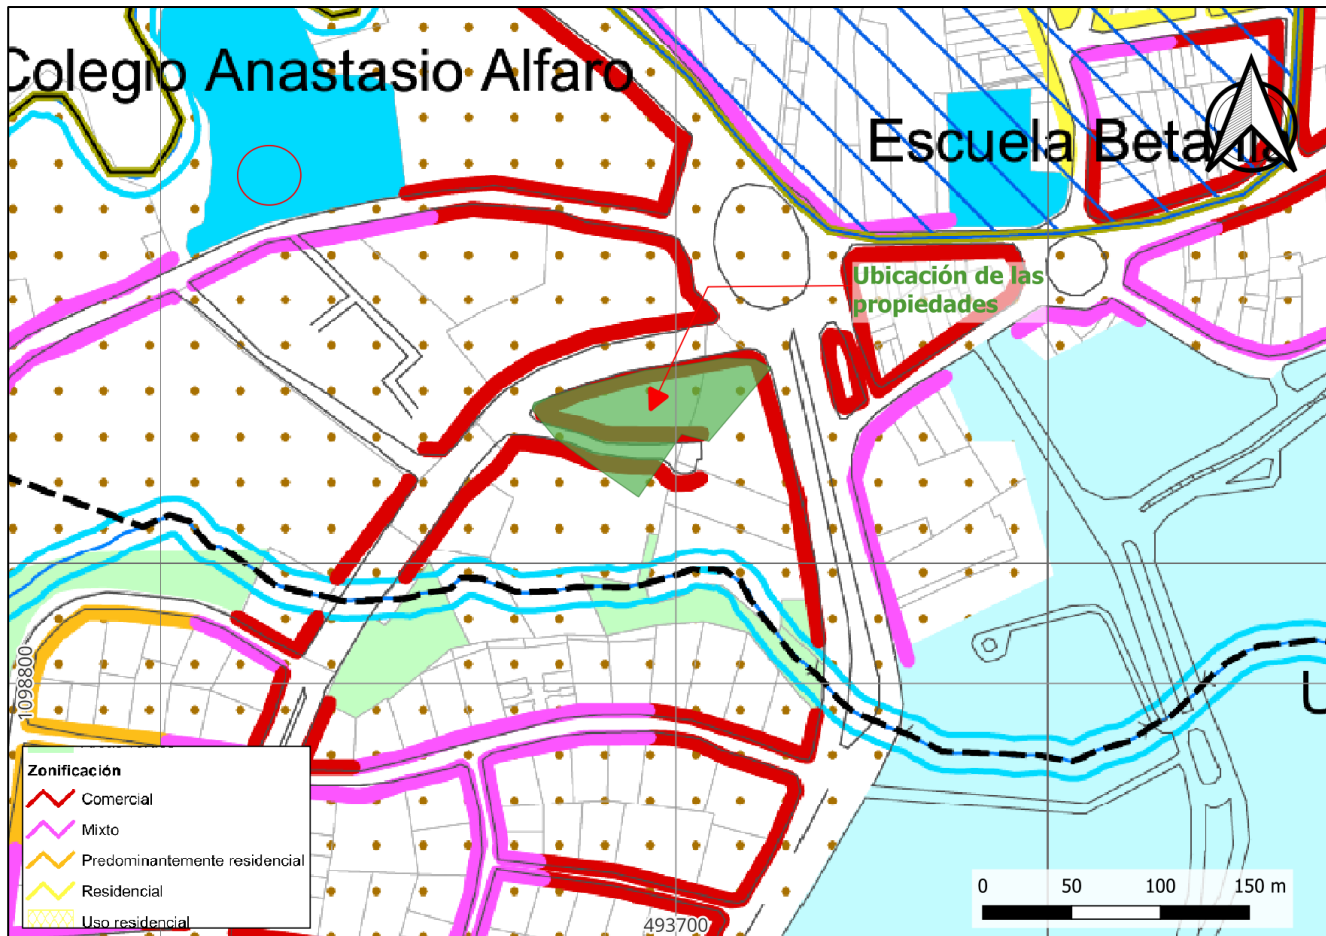 Colegio Anastasio Alfaro
Escuela Betania
Ubicación de las
propiedades
1098800
Zonificación
Comercial
Mixto
Predominantemente residencial
Residencial
Uso residencial
493700
0 50 100 150 m
U